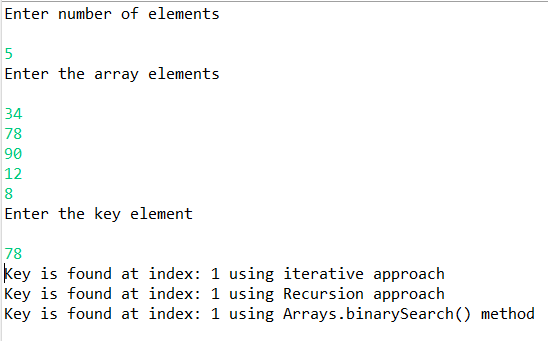 Enter number of elements
5
Enter the array elements
34
78
90
12
8
Enter the key element
78
Key is found at index: 1 using iterative approach
Key is found at index: 1 using Recursion approach
Key is found at index: 1 using Arrays.binarySearch() method